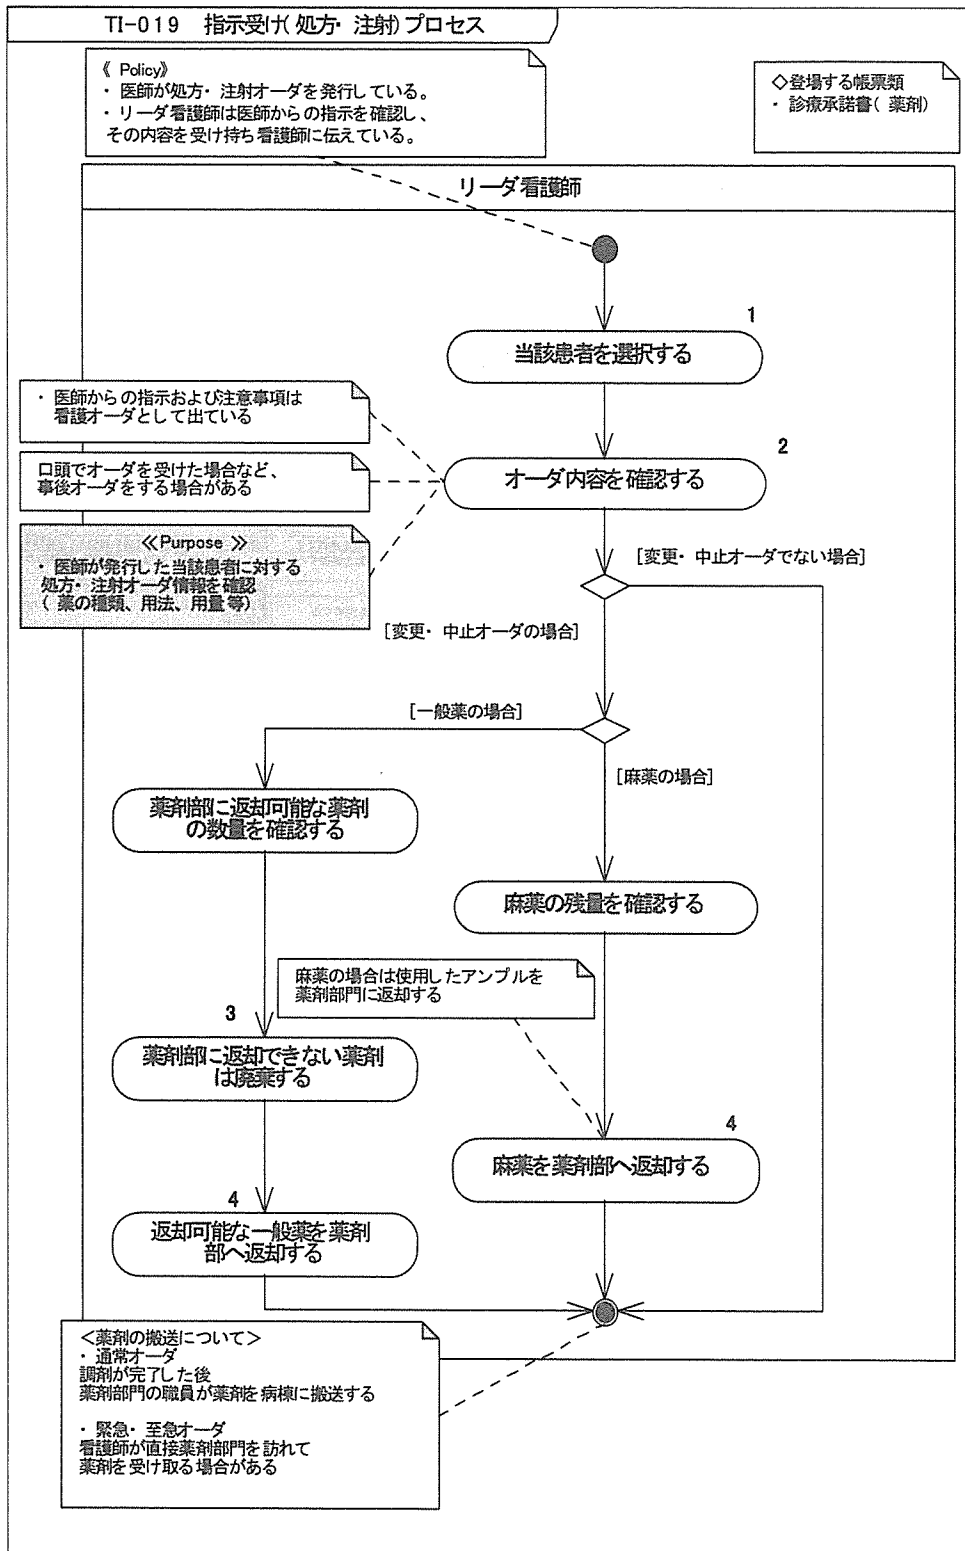 TI-019 指示受け(処方・注射)プロセス
《 Policy》
・ 医師が処方・注射オーダを発行している。
・ リーダ看護師は医師からの指示を確認し、
その内容を受け持ち看護師に伝えている。
◇登場する帳票類
・ 診療承諾書( 薬剤)
リーダ看護師
1
当該患者を選択する
・ 医師からの指示および注意事項は
看護オーダとして出ている
2
口頭でオーダを受けた場合など、
事後オーダをする場合がある
オーダ内容を確認する
≪Purpose ≫
・ 医師が発行した当該患者に対する
処方・注射オーダ情報を確認
( 薬の種類、用法、用量等)
[変更・中止オーダでない場合]
[変更・中止オーダの場合]
[一般薬の場合]
[麻薬の場合]
薬剤部に返却可能な薬剤
の数量を確認する
麻薬の残量を確認する
麻薬の場合は使用したアンプルを
薬剤部門に返却する
3
薬剤部に返却できない薬剤
は廃棄する
4
麻薬を薬剤部へ返却する
4
返却可能な一般薬を薬剤
部へ返却する
<薬剤の搬送について>
・ 通常オーダ
調剤が完了した後
薬剤部門の職員が薬剤を病棟に搬送する
・ 緊急・至急オーダ
看護師が直接薬剤部門を訪れて
薬剤を受け取る場合がある